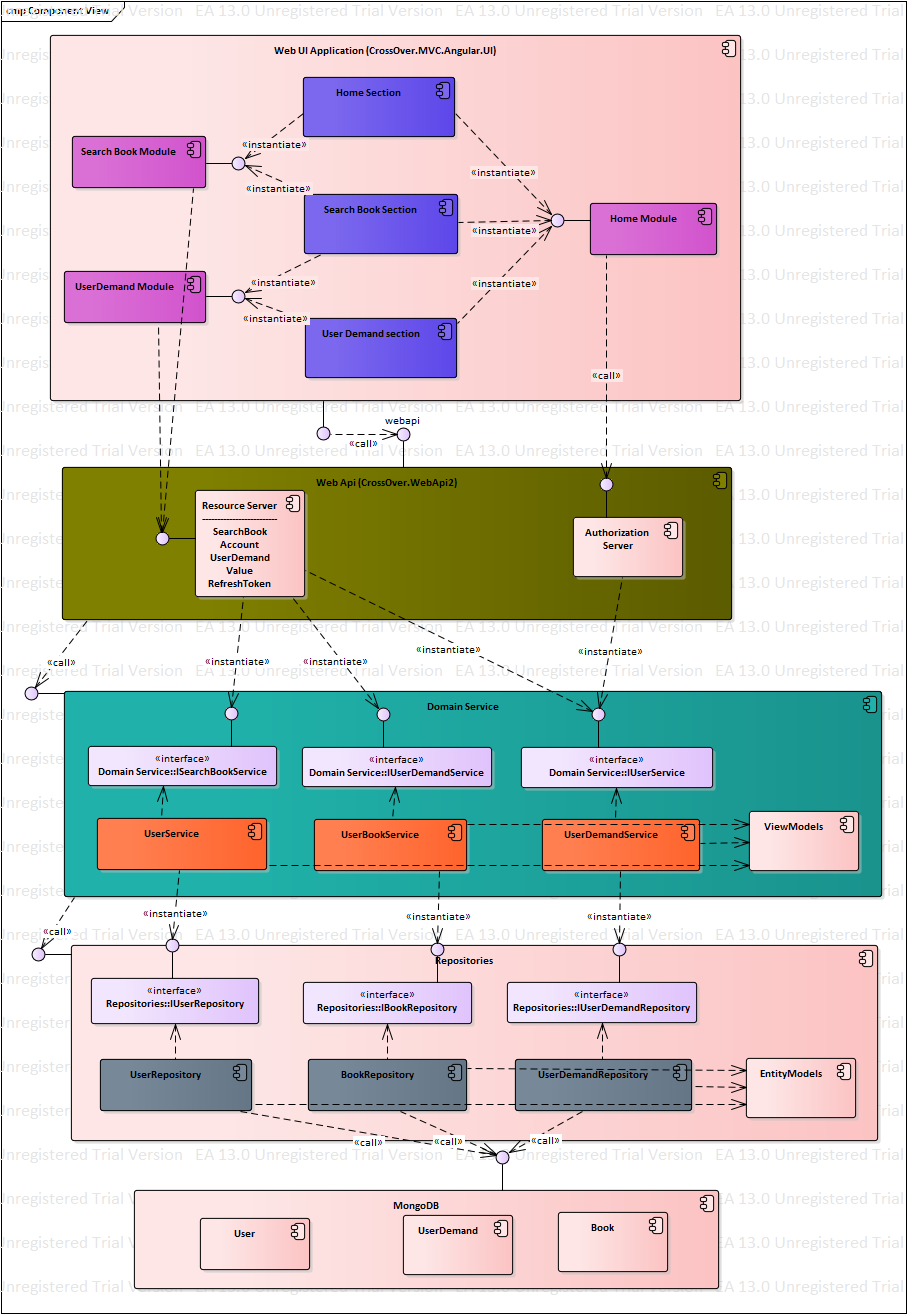 cmp Component View
Web UI Application (CrossOver.MVC.Angular.UI)
Home Section
«instantiate»
Search Book Module
«instantiate»
«instantiate»
Search Book Section
Home Module
«instantiate»
UserDemand Module
«instantiate»
«instantiate»
«instantiate»
User Demand section
«call»
webapi
«call»
Web Api (CrossOver.WebApi2)
Resource Server
--------------------------
SearchBook
Account
UserDemand
Value
RefreshToken
Authorization
Server
«call»
«instantiate»
«instantiate»
«instantiate»
«instantiate»
Domain Service
«interface»
Domain Service::ISearchBookService
«interface»
Domain Service::IUserDemandService
«interface»
Domain Service::IUserService
UserService
UserBookService
UserDemandService
ViewModels
«call»
«instantiate»
«instantiate»
«instantiate»
Repositories
«interface»
Repositories::IUserRepository
«interface»
Repositories::IBookRepository
«interface»
Repositories::IUserDemandRepository
UserRepository
BookRepository
UserDemandRepository
EntityModels
«call»
«call»
«call»
MongoDB
User
UserDemand
Book
EA 13.0 Unregistered Trial Version